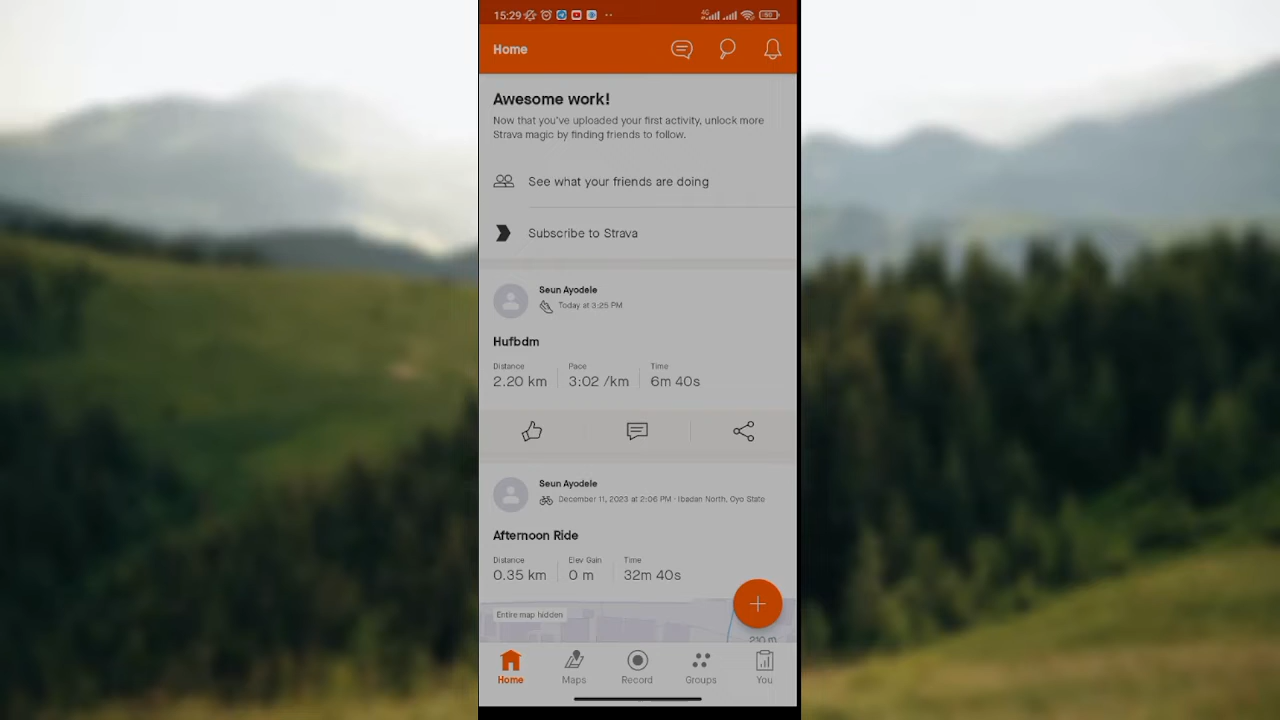 15:29
4G
90
Home
Awesome work!
Now that you've uploaded your first activity, unlock more
Strava magic by finding friends to follow.
See what your friends are doing
Subscribe to Strava
Seun Ayodele
Today at 3:25 PM
Hufbdm
Distance Pace Time
2.20 km 3:02 /km 6m 40s
Seun Ayodele
December 11, 2023 at 2:06 PM · Ibadan North, Oyo State
Afternoon Ride
Distance Elev Gain Time
0.35 km 0 m 32m 40s
Entire map hidden
210 m
Home Maps Record Groups You